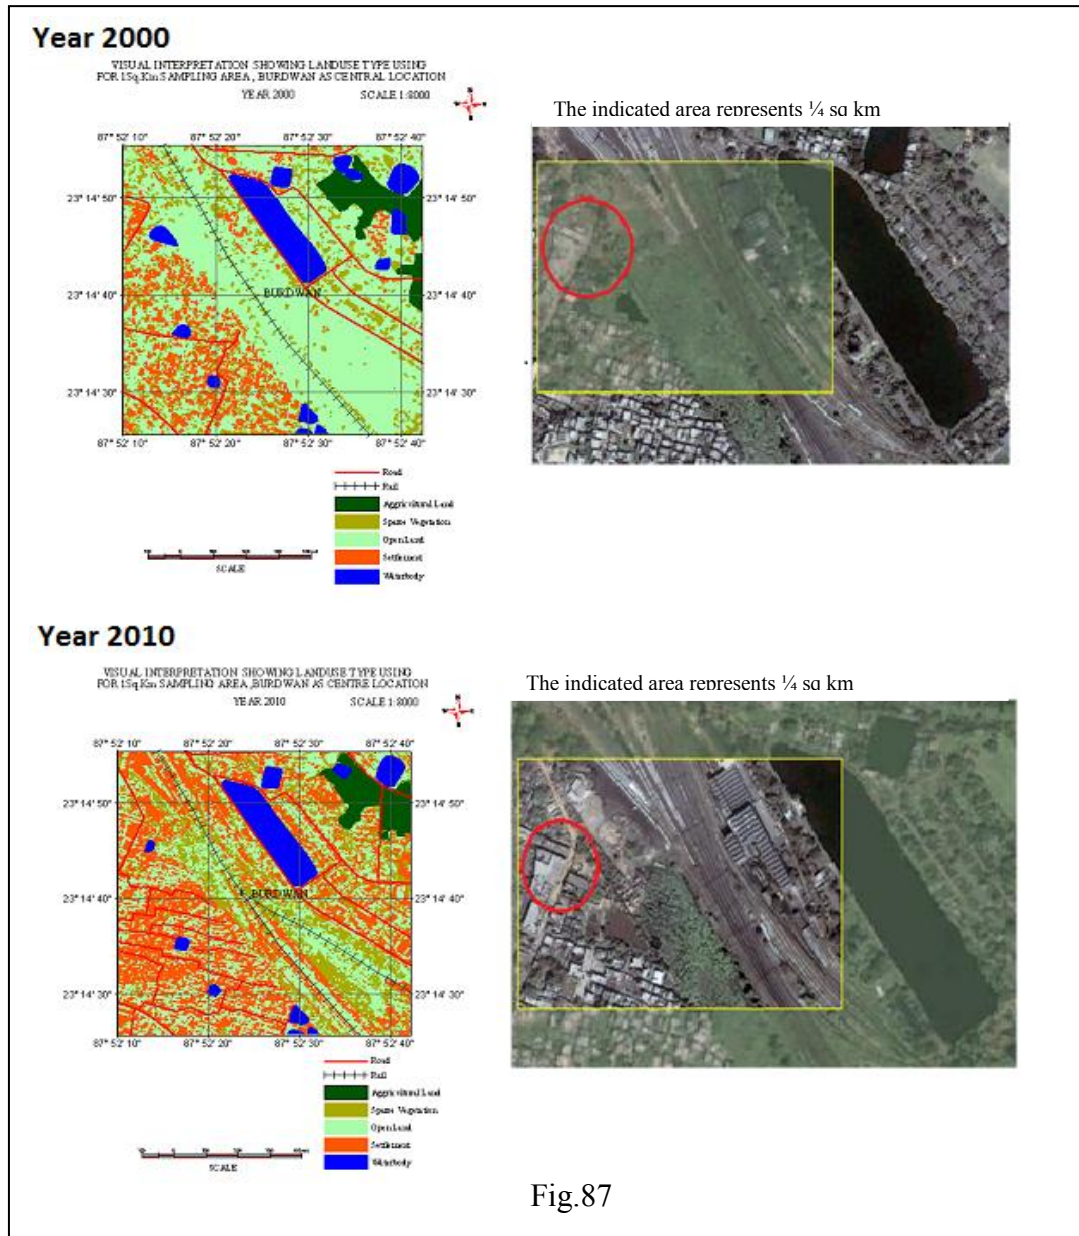 Year 2000
VISUAL INTERPRETATION SHOWING LANDUSE TYPE USING
FOR 1Sq.Km SAMPLING AREA , BURDWAN AS CENTRAL LOCATION
YEAR 2000 SCALE 1:8000
The indicated area represents ¼ sq km
87° 52' 10" 87° 52' 20" 87° 52' 30" 87° 52' 40"
23° 14' 50" 23° 14' 50"
23° 14' 40" BURDWAN 23° 14' 40"
23° 14' 30" 23° 14' 30"
87° 52' 10" 87° 52' 20" 87° 52' 30" 87° 52' 40"
Road
Rail
Aggricultural Land
Sparse Vegetation
Open Land
Settlement
Waterbody
SCALE
Year 2010
VISUAL INTERPRETATION SHOWING LANDUSE TYPE USING
FOR 1Sq.Km SAMPLING AREA ,BURDWAN AS CENTRE LOCATION
YEAR 2010 SCALE 1:8000
The indicated area represents ¼ sq km
87° 52' 10" 87° 52' 20" 87° 52' 30" 87° 52' 40"
23° 14' 50" 23° 14' 50"
BURDWAN
23° 14' 40" 23° 14' 40"
23° 14' 30" 23° 14' 30"
87° 52' 10" 87° 52' 20" 87° 52' 30" 87° 52' 40"
Road
Rail
Aggricultural Land
Sparse Vegetation
Open Land
Settlement
Waterbody
SCALE
Fig.87